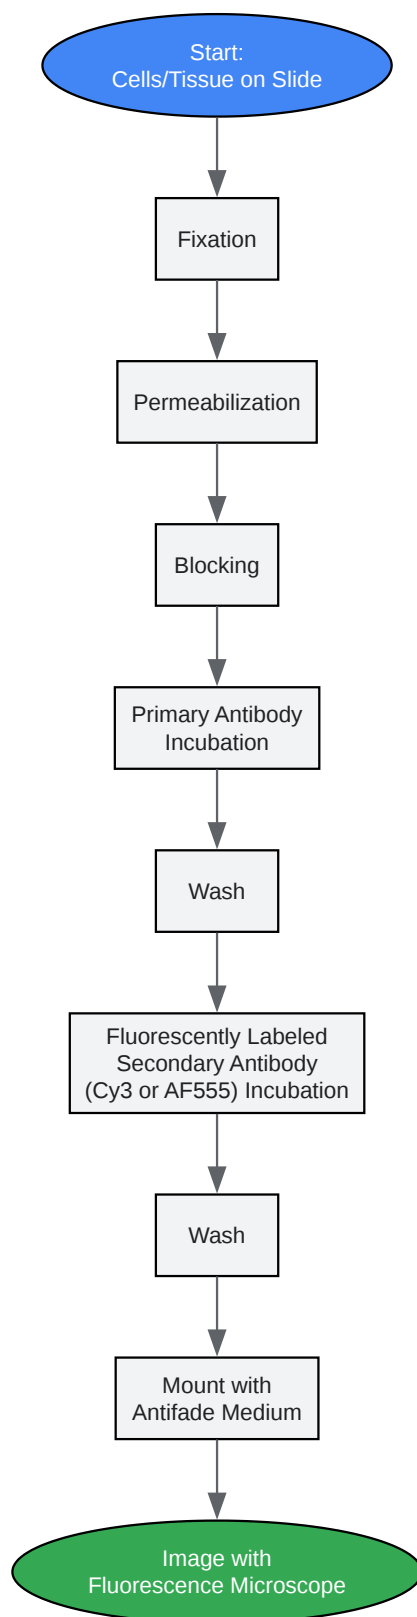 Start:
Cells/Tissue on Slide
Fixation
Permeabilization
Blocking
Primary Antibody
Incubation
Wash
Fluorescently Labeled
Secondary Antibody
(Cy3 or AF555) Incubation
Wash
Mount with
Antifade Medium
Image with
Fluorescence Microscope